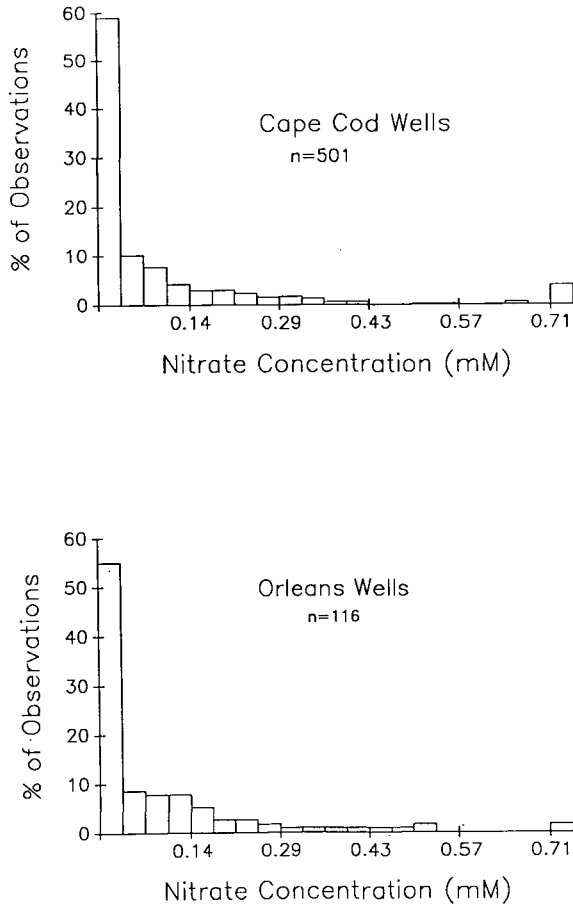 60
50
40
30
20
10
0
% of Observations
Cape Cod Wells
n=501
0.14 0.29 0.43 0.57 0.71
Nitrate Concentration (mM)
60
50
40
30
20
10
0
% of Observations
Orleans Wells
n=116
0.14 0.29 0.43 0.57 0.71
Nitrate Concentration (mM)